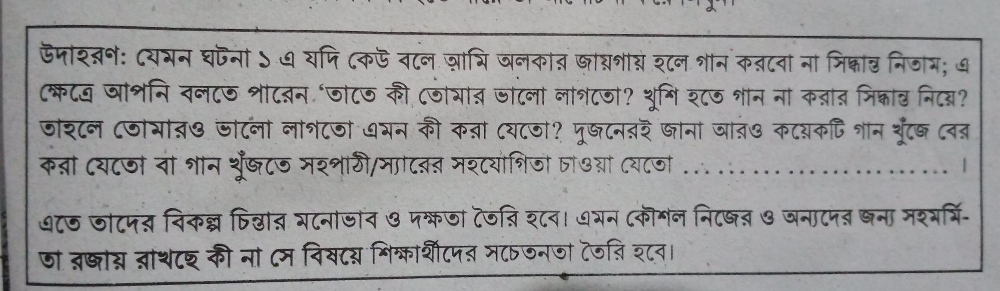 উদাহরণ: যেমন ঘটনা ১ এ যদি কেউ বলে আমি অলকার জায়গায় হলে গান করবো না সিদ্ধান্ত নিতাম; এ
ক্ষেত্রে আপনি বলতে পারেন ‘তাতে কী তোমার ভালো লাগতো? খুশি হতে গান না করার সিদ্ধান্ত নিয়ে?
তাহলে তোমারও ভালো লাগতো এমন কী করা যেতো? দুজনেরই জানা আরও কয়েকটি গান খুঁজে বের
করা যেতো বা গান খুঁজতে সহপাঠী/স্যারের সহযোগিতা চাওয়া যেতো . . . . . . . . . . . . . . . . . . . . . . . . ।
এতে তাদের বিকল্প চিন্তার মনোভাব ও দক্ষতা তৈরি হবে। এমন কৌশল নিজের ও অন্যদের জন্য সহমর্মি-
তা বজায় রাখছে কী না সে বিষয়ে শিক্ষার্থীদের সচেতনতা তৈরি হবে।